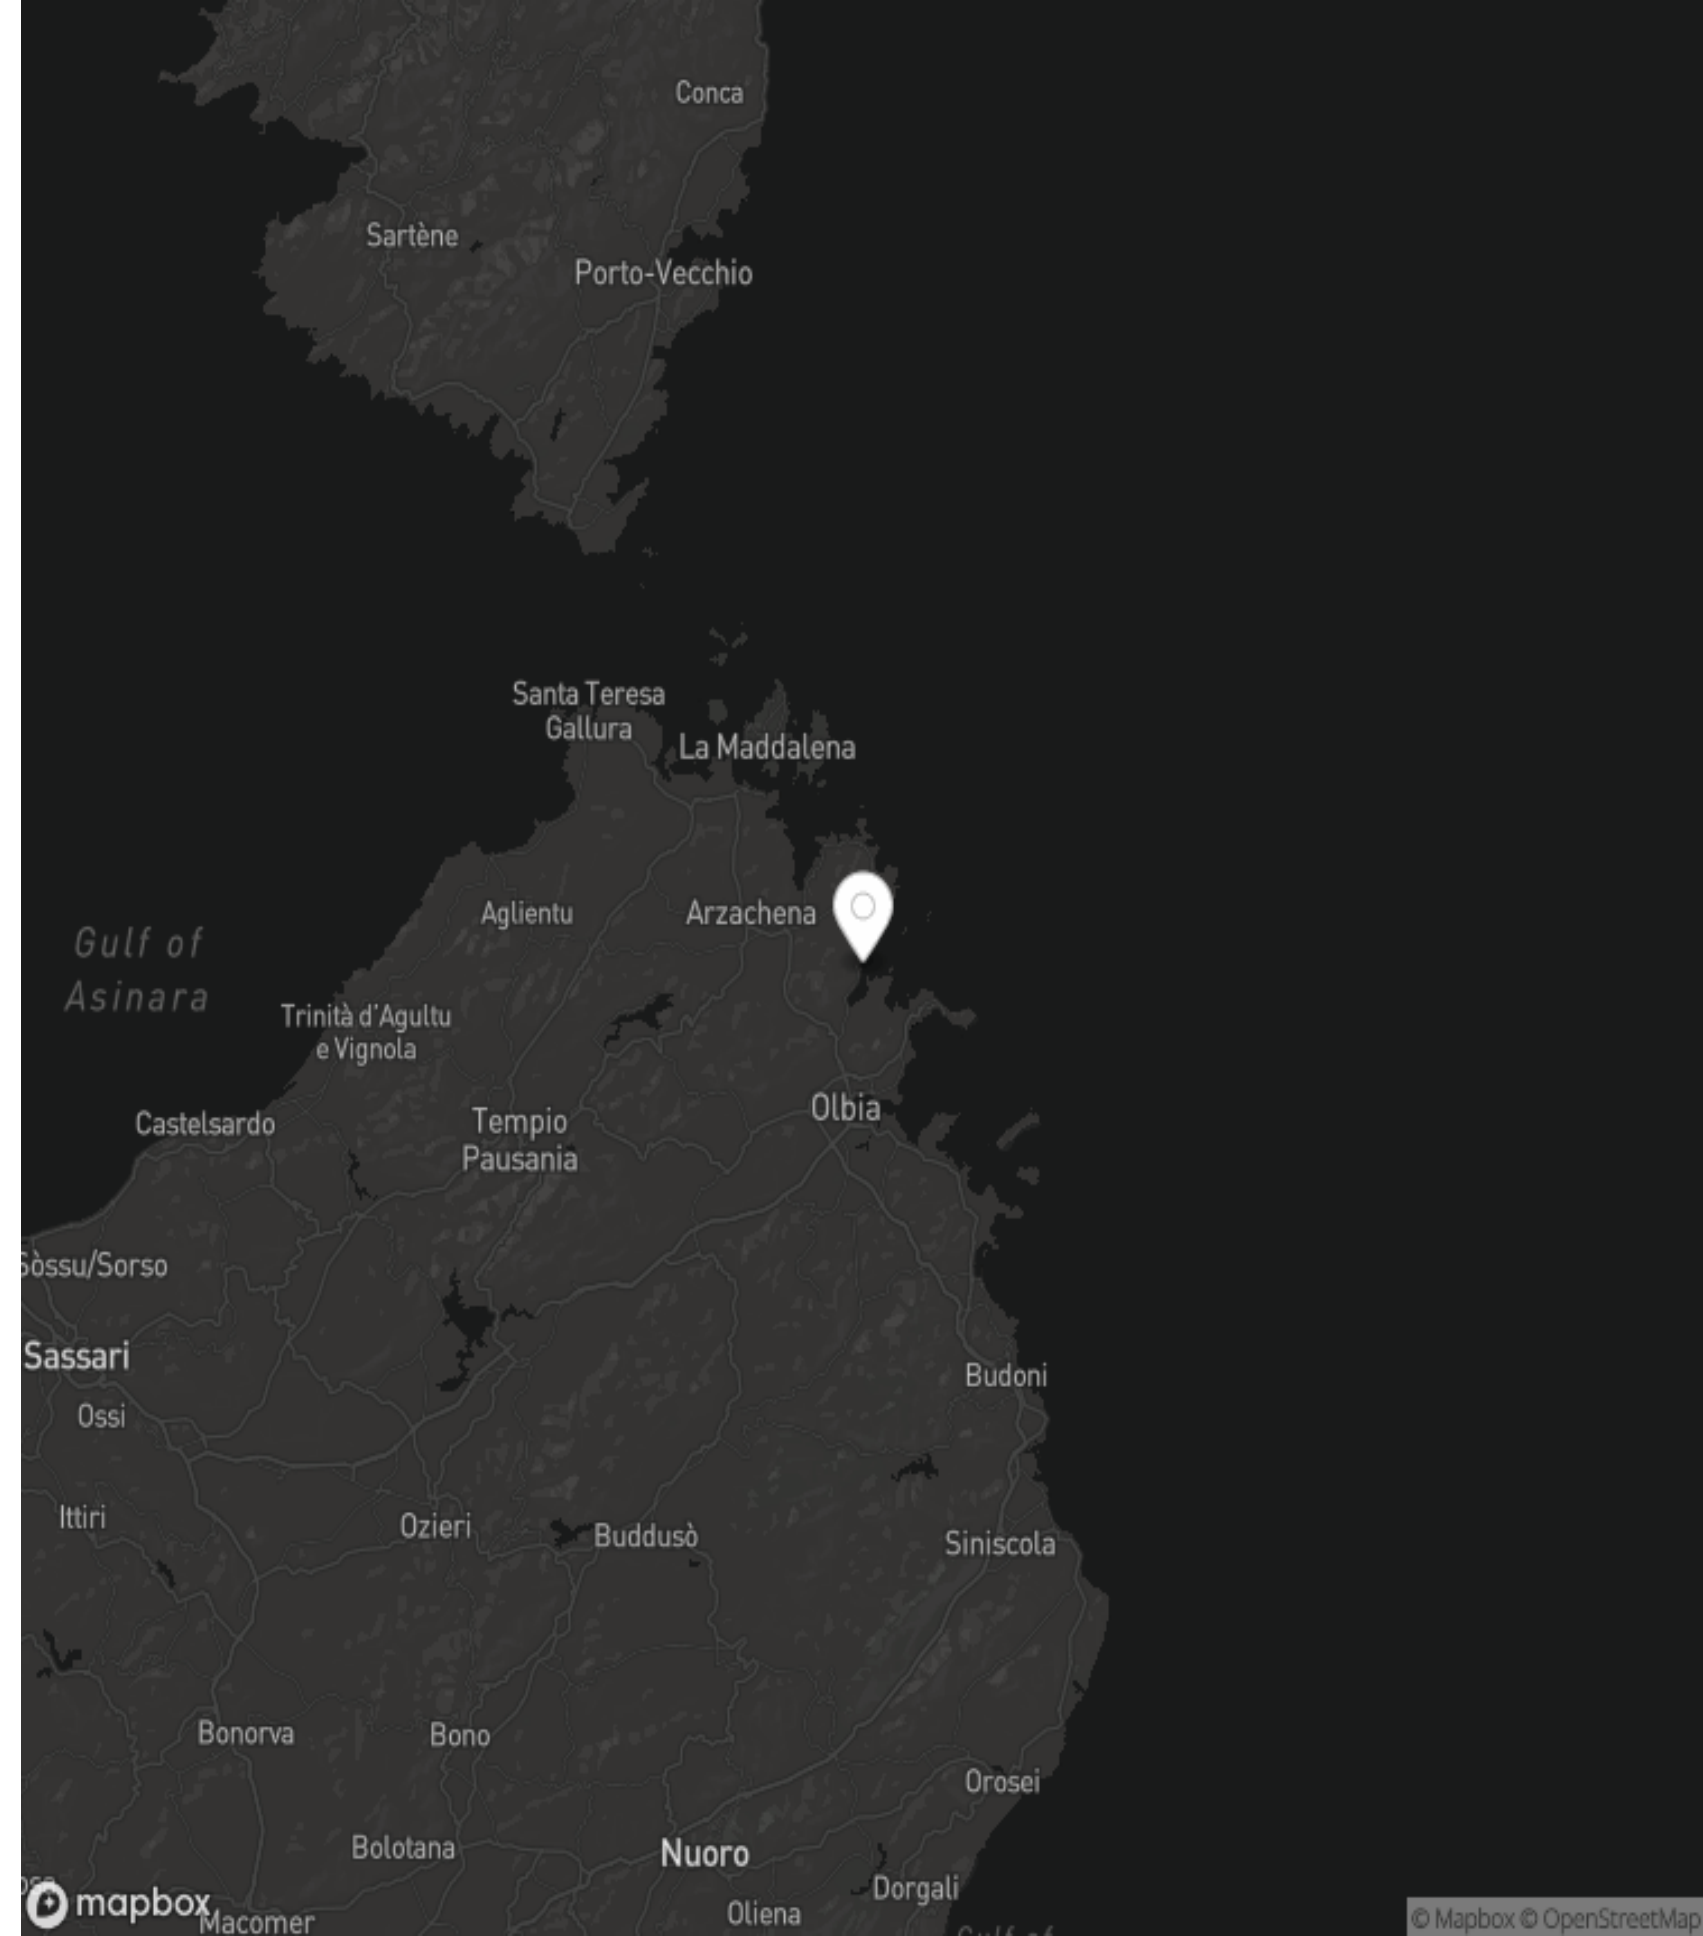 Conca
Sartène
Porto-Vecchio
Santa Teresa
Gallura
La Maddalena
Aglientu
Arzachena
Gulf of
Asinara
Trinità d'Agultu
e Vignola
Castelsardo
Tempio
Pausania
Olbia
Sòssu/Sorso
Sassari
Budoni
Ossi
Ittiri
Ozieri
Buddusò
Siniscola
Bonorva
Bono
Orosei
Bolotana
Nuoro
Dorgali
mapbox
Macomer
Oliena
Gulf of
© Mapbox © OpenStreetMap